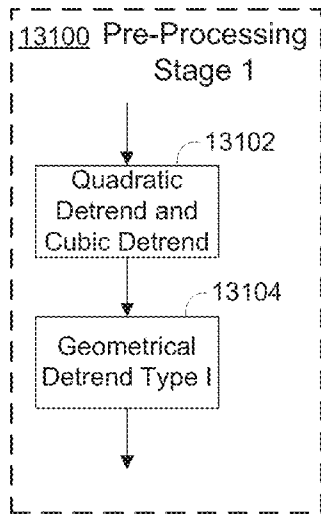 13100 Pre-Processing
Stage 1
13102
Quadratic
Detrend and
Cubic Detrend
13104
Geometrical
Detrend Type I